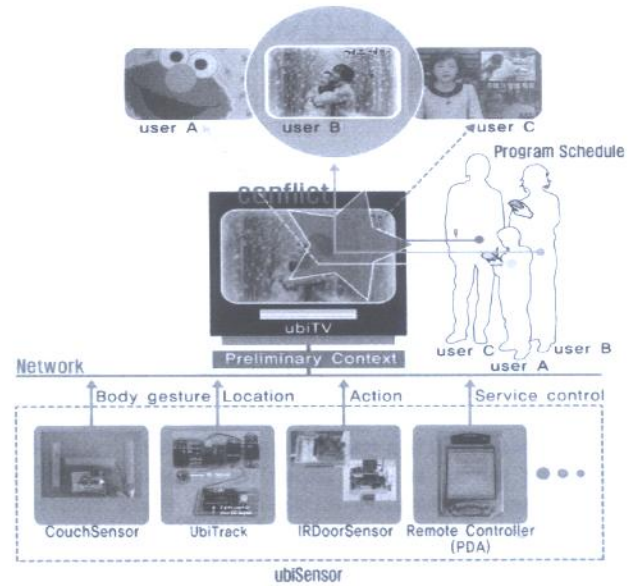 user A
user B
user C
Program Schedule
conflict
ubiTV
Preliminary Context
user C
user A
user B
Network
Body gesture
Location
Action
Service control
CouchSensor
UbiTrack
IRDoorSensor
Remote Controller
(PDA)
ubiSensor